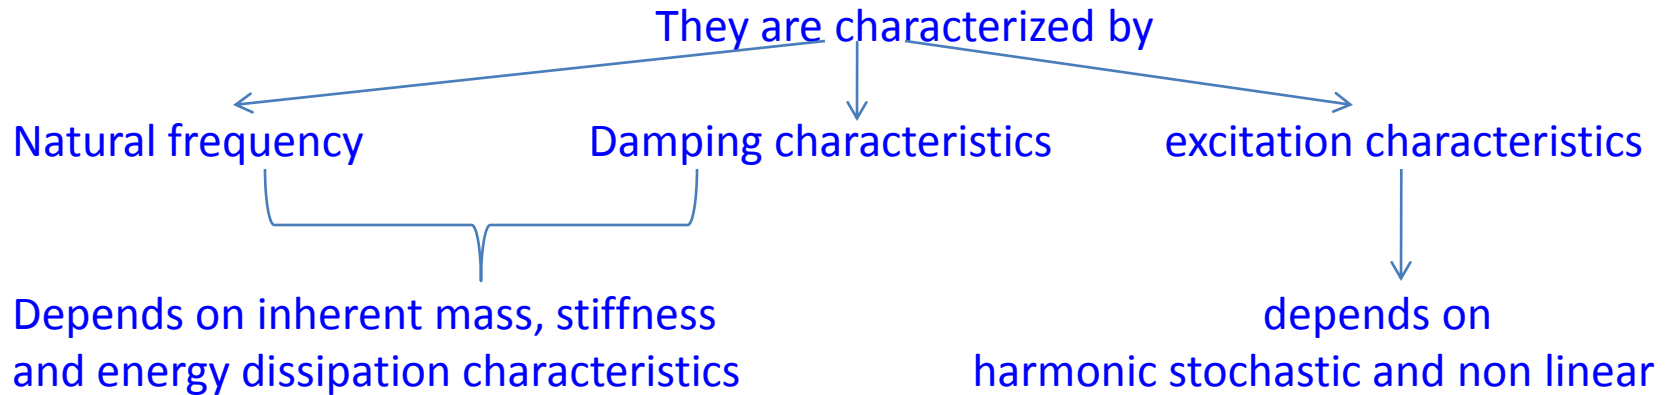 They are characterized by
Natural frequency
Damping characteristics
excitation characteristics
Depends on inherent mass, stiffness
and energy dissipation characteristics
depends on
harmonic stochastic and non linear